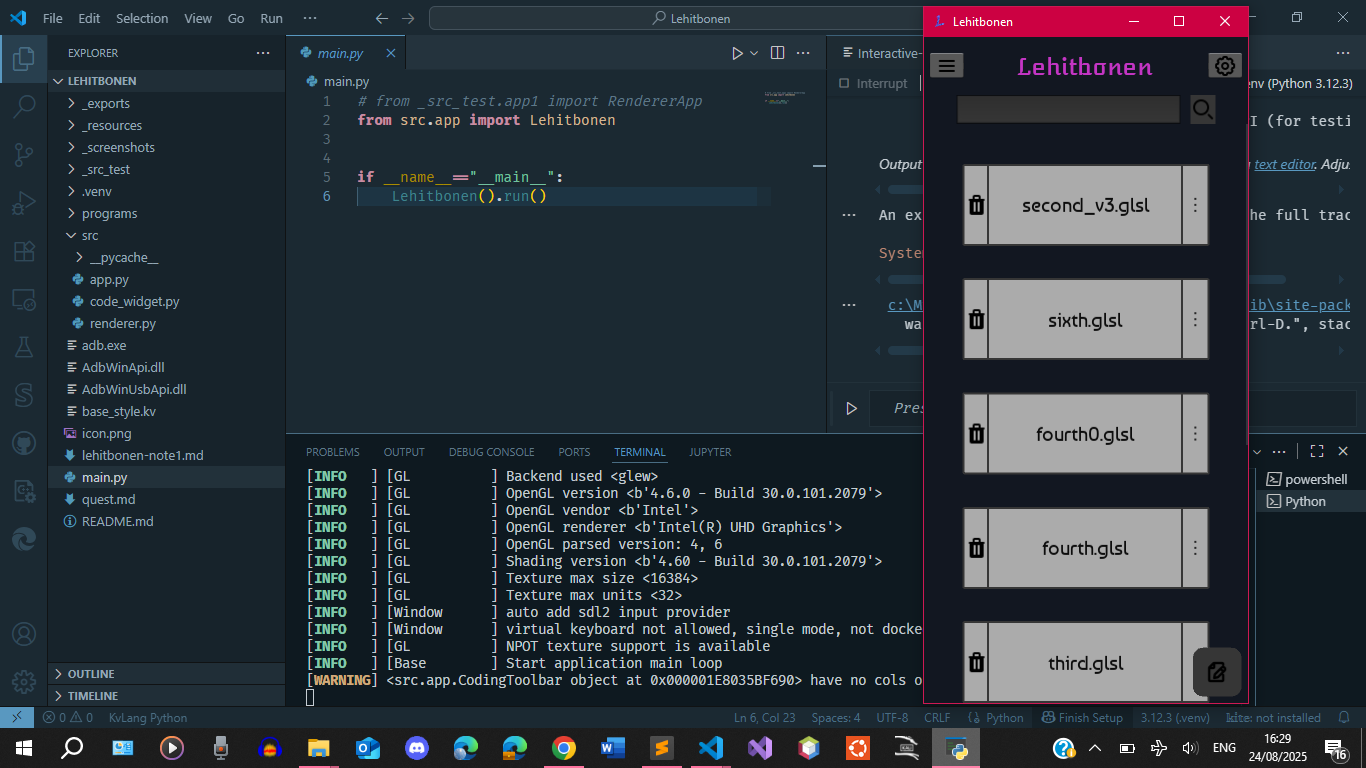 File Edit Selection View Go Run ···
Lehitbonen
EXPLORER
LEHITBONEN
_exports
_resources
_screenshots
_src_test
.venv
programs
src
__pycache__
app.py
code_widget.py
renderer.py
adb.exe
AdbWinApi.dll
AdbWinUsbApi.dll
base_style.kv
icon.png
lehitbonen-note1.md
main.py
quest.md
README.md
OUTLINE
TIMELINE
main.py
main.py
1 # from _src_test.app1 import RendererApp
2 from src.app import Lehitbonen
3
4
5 if __name__=="__main__":
6 Lehitbonen().run()
Interactive-
Interrupt
env (Python 3.12.3)
I (for testi
Output
text editor. Adju
An ex
he full trac
System
c:\M
ib\site-pack
wa
rl-D.", stac
Pres
PROBLEMS OUTPUT DEBUG CONSOLE PORTS TERMINAL JUPYTER
[INFO ] [GL ] Backend used <glew>
[INFO ] [GL ] OpenGL version <b'4.6.0 - Build 30.0.101.2079'>
[INFO ] [GL ] OpenGL vendor <b'Intel'>
[INFO ] [GL ] OpenGL renderer <b'Intel(R) UHD Graphics'>
[INFO ] [GL ] OpenGL parsed version: 4, 6
[INFO ] [GL ] Shading version <b'4.60 - Build 30.0.101.2079'>
[INFO ] [GL ] Texture max size <16384>
[INFO ] [GL ] Texture max units <32>
[INFO ] [Window ] auto add sdl2 input provider
[INFO ] [Window ] virtual keyboard not allowed, single mode, not docke
[INFO ] [GL ] NPOT texture support is available
[INFO ] [Base ] Start application main loop
[WARNING] <src.app.CodingToolbar object at 0x000001E8035BF690> have no cols o
powershell
Python
Lehitbonen
Lehitbonen
second_v3.glsl
sixth.glsl
fourth0.glsl
fourth.glsl
third.glsl
0 0 KvLang Python
Ln 6, Col 23 Spaces: 4 UTF-8 CRLF Python Finish Setup 3.12.3 (.venv) kite: not installed
ENG
16:29
24/08/2025
16